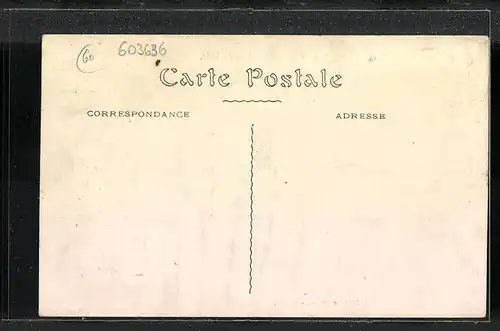 60 603636
Carte Postale
CORRESPONDANCE ADRESSE